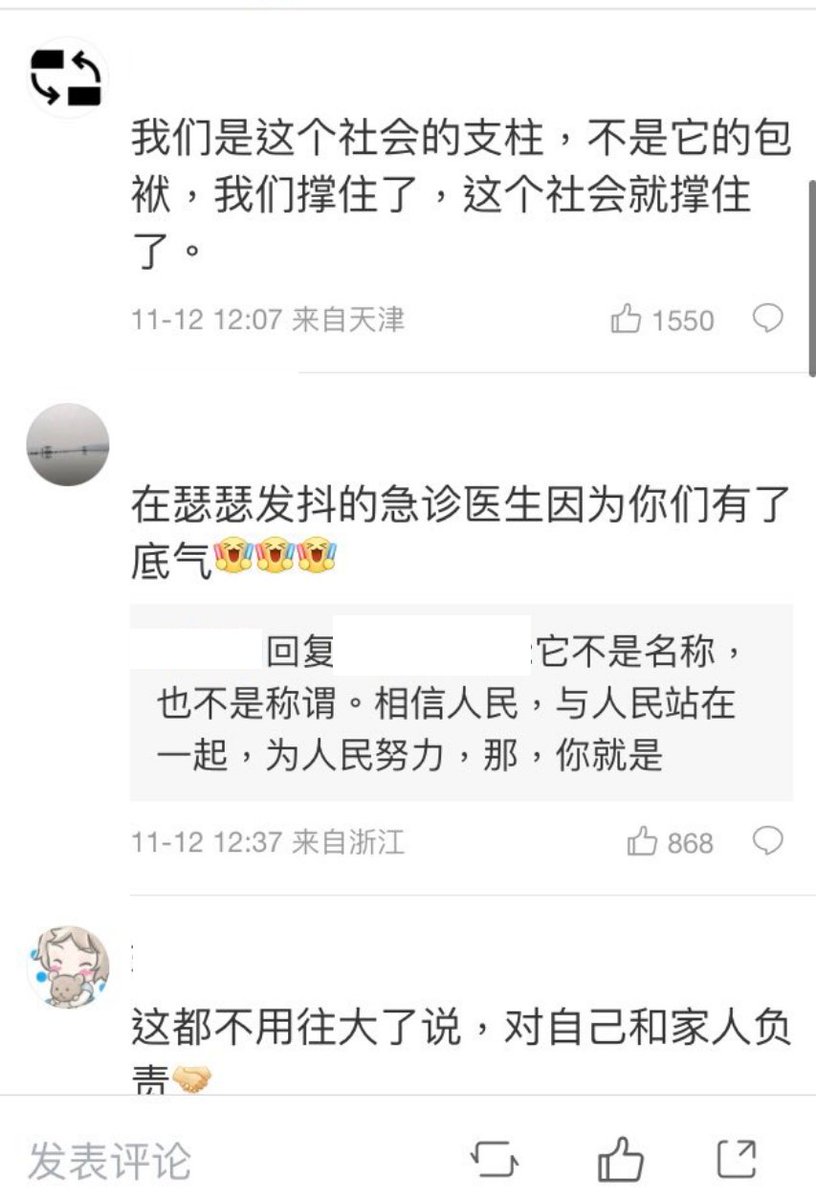 我们是这个社会的支柱，不是它的包
袱，我们撑住了，这个社会就撑住
了。
11-12 12:07 来自天津
1550
在瑟瑟发抖的急诊医生因为你们有了
底气
回复 :它不是名称，
也不是称谓。相信人民，与人民站在
一起，为人民努力，那，你就是
11-12 12:37 来自浙江
868
这都不用往大了说，对自己和家人负
责🤝
发表评论